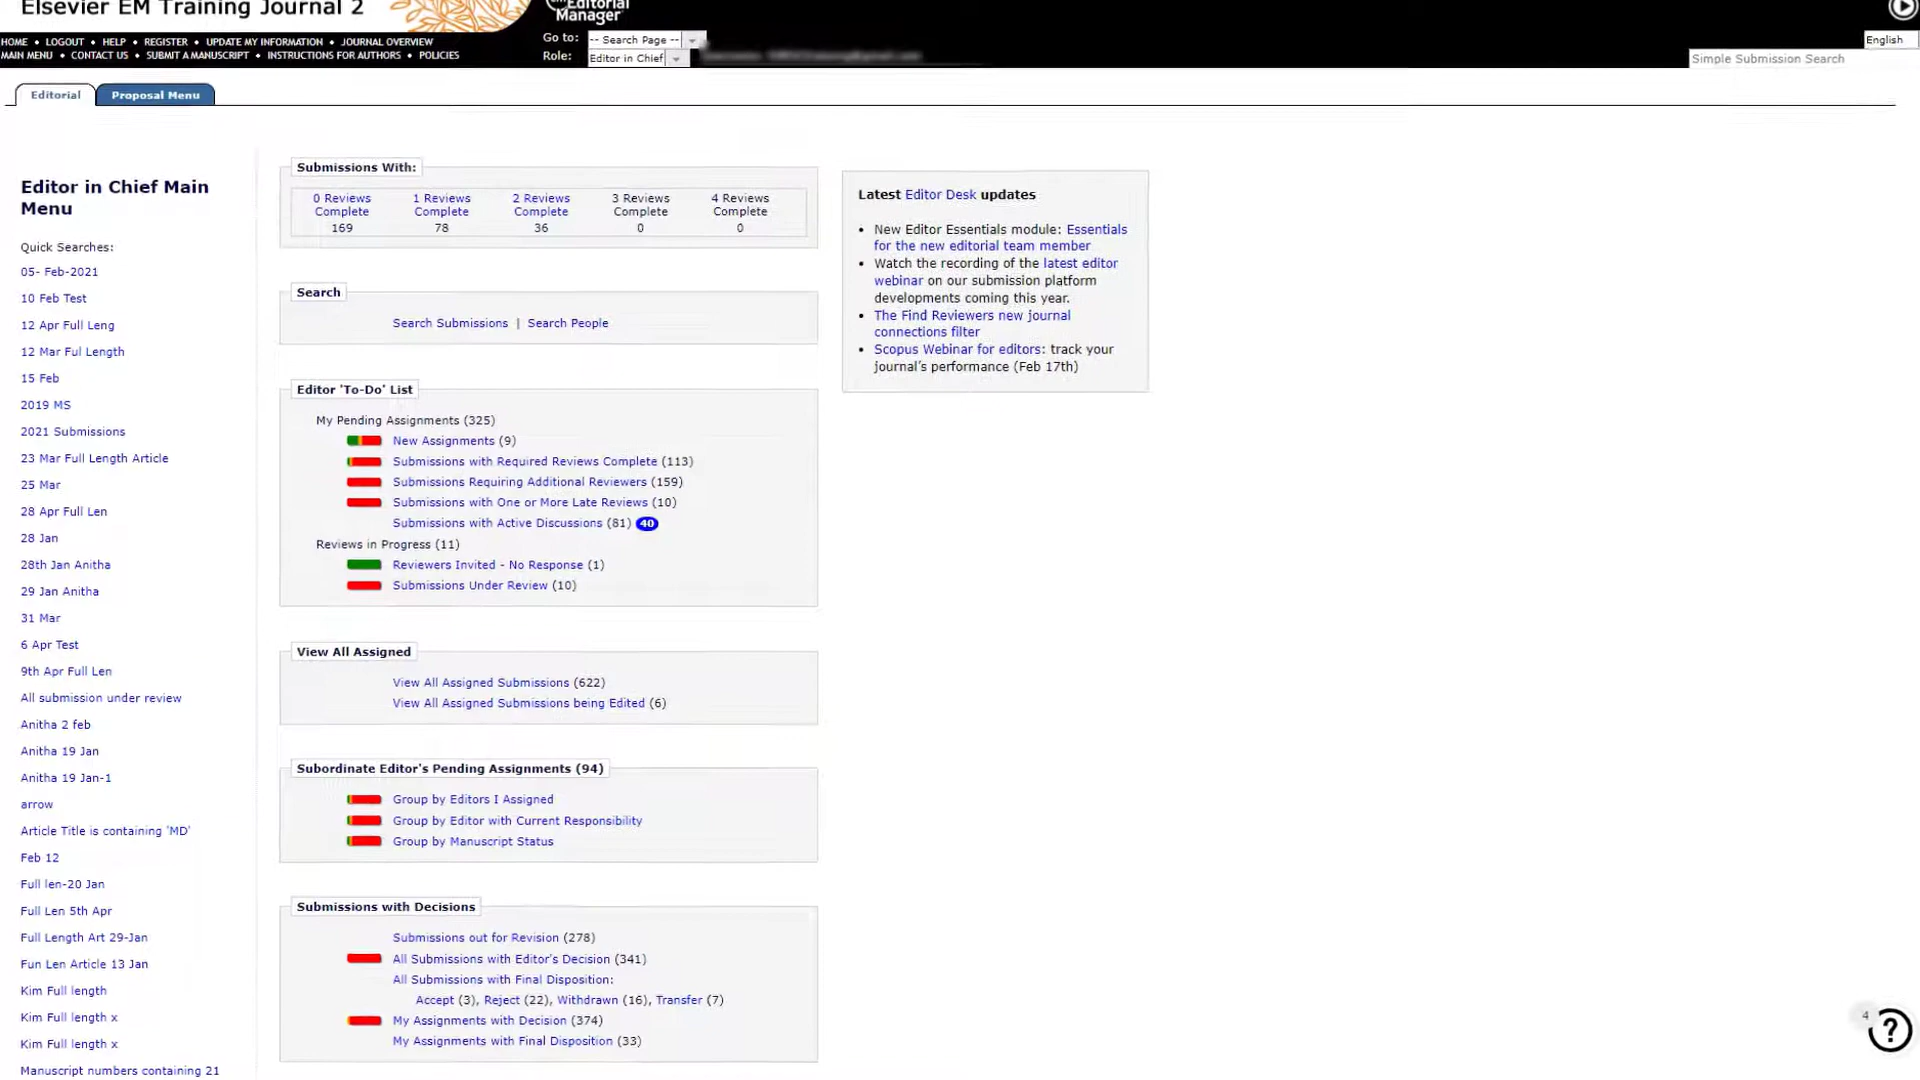 Elsevier EM Training Journal 2
Editorial
Manager
HOME • LOGOUT • HELP • REGISTER • UPDATE MY INFORMATION • JOURNAL OVERVIEW
MAIN MENU • CONTACT US • SUBMIT A MANUSCRIPT • INSTRUCTIONS FOR AUTHORS • POLICIES
Go to: -- Search Page --
Role: Editor in Chief
English
Simple Submission Search
Editorial
Proposal Menu
Editor in Chief Main
Menu
Quick Searches:
05- Feb-2021
10 Feb Test
12 Apr Full Leng
12 Mar Ful Length
15 Feb
2019 MS
2021 Submissions
23 Mar Full Length Article
25 Mar
28 Apr Full Len
28 Jan
28th Jan Anitha
29 Jan Anitha
31 Mar
6 Apr Test
9th Apr Full Len
All submission under review
Anitha 2 feb
Anitha 19 Jan
Anitha 19 Jan-1
arrow
Article Title is containing 'MD'
Feb 12
Full len-20 Jan
Full Len 5th Apr
Full Length Art 29-Jan
Fun Len Article 13 Jan
Kim Full length
Kim Full length x
Kim Full length x
Manuscript numbers containing 21
Submissions With:
0 Reviews 1 Reviews 2 Reviews 3 Reviews 4 Reviews
Complete Complete Complete Complete Complete
169 78 36 0 0
Search
Search Submissions | Search People
Editor 'To-Do' List
My Pending Assignments (325)
New Assignments (9)
Submissions with Required Reviews Complete (113)
Submissions Requiring Additional Reviewers (159)
Submissions with One or More Late Reviews (10)
Submissions with Active Discussions (81) 40
Reviews in Progress (11)
Reviewers Invited - No Response (1)
Submissions Under Review (10)
View All Assigned
View All Assigned Submissions (622)
View All Assigned Submissions being Edited (6)
Subordinate Editor's Pending Assignments (94)
Group by Editors I Assigned
Group by Editor with Current Responsibility
Group by Manuscript Status
Submissions with Decisions
Submissions out for Revision (278)
All Submissions with Editor's Decision (341)
All Submissions with Final Disposition:
Accept (3), Reject (22), Withdrawn (16), Transfer (7)
My Assignments with Decision (374)
My Assignments with Final Disposition (33)
Latest Editor Desk updates
• New Editor Essentials module: Essentials
for the new editorial team member
• Watch the recording of the latest editor
webinar on our submission platform
developments coming this year.
• The Find Reviewers new journal
connections filter
• Scopus Webinar for editors: track your
journal's performance (Feb 17th)
4
?